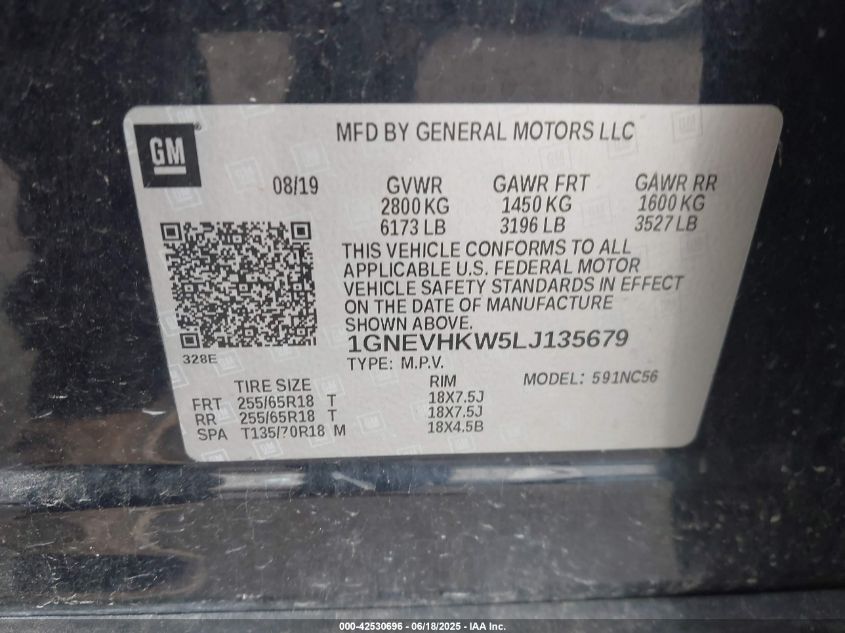 GM
MFD BY GENERAL MOTORS LLC
08/19 GVWR GAWR FRT GAWR RR
2800 KG 1450 KG 1600 KG
6173 LB 3196 LB 3527 LB
THIS VEHICLE CONFORMS TO ALL
APPLICABLE U.S. FEDERAL MOTOR
VEHICLE SAFETY STANDARDS IN EFFECT
ON THE DATE OF MANUFACTURE
SHOWN ABOVE.
1GNEVHKW5LJ135679
328E
TYPE: M.P.V.
MODEL: 591NC56
TIRE SIZE RIM
FRT 255/65R18 T 18X7.5J
RR 255/65R18 T 18X7.5J
SPA T135/70R18 M 18X4.5B
000-42530696 - 06/18/2025 - IAA Inc.